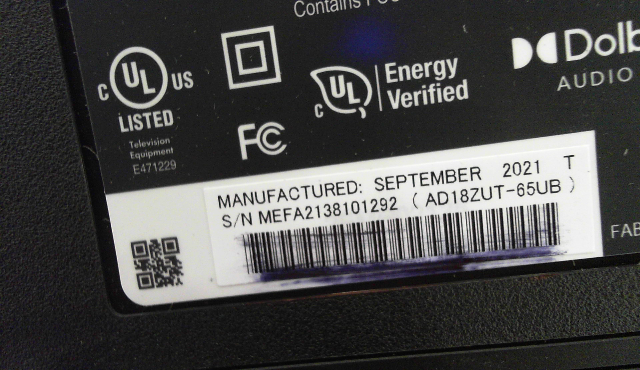 Contains
c UL US
LISTED
Television
Equipment
E471229
FC
c UL Energy
Verified
Dolb
AUDIO
MANUFACTURED: SEPTEMBER 2021 T
S/N MEFA2138101292 ( AD18ZUT-65UB )
FAB